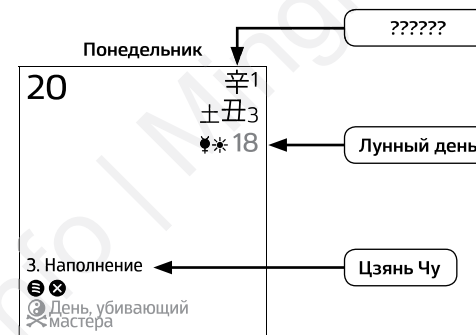 ??????
Понедельник
20
辛1
土丑3
18
Лунный день
3. Наполнение
Цзянь Чу
День, убивающий
мастера